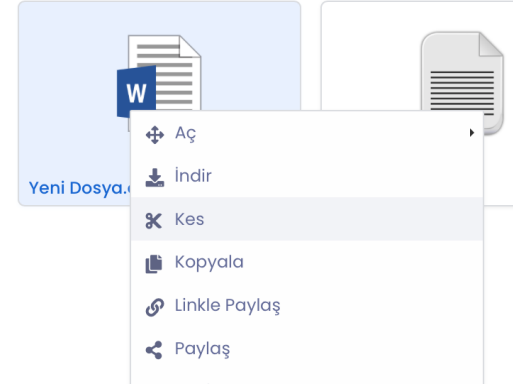 W
Aç
İndir
Yeni Dosya.
Kes
Kopyala
Linkle Paylaş
Paylaş